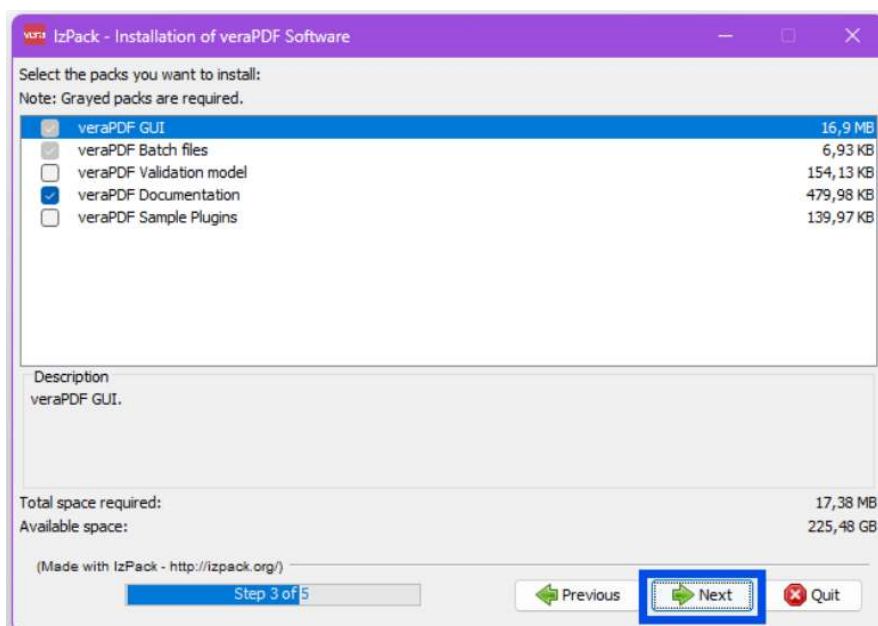 vera IzPack - Installation of veraPDF Software
Select the packs you want to install:
Note: Grayed packs are required.
veraPDF GUI 16,9 MB
veraPDF Batch files 6,93 KB
veraPDF Validation model 154,13 KB
veraPDF Documentation 479,98 KB
veraPDF Sample Plugins 139,97 KB
Description
veraPDF GUI.
Total space required: 17,38 MB
Available space: 225,48 GB
(Made with IzPack - http://izpack.org/)
Step 3 of 5 Previous Next Quit